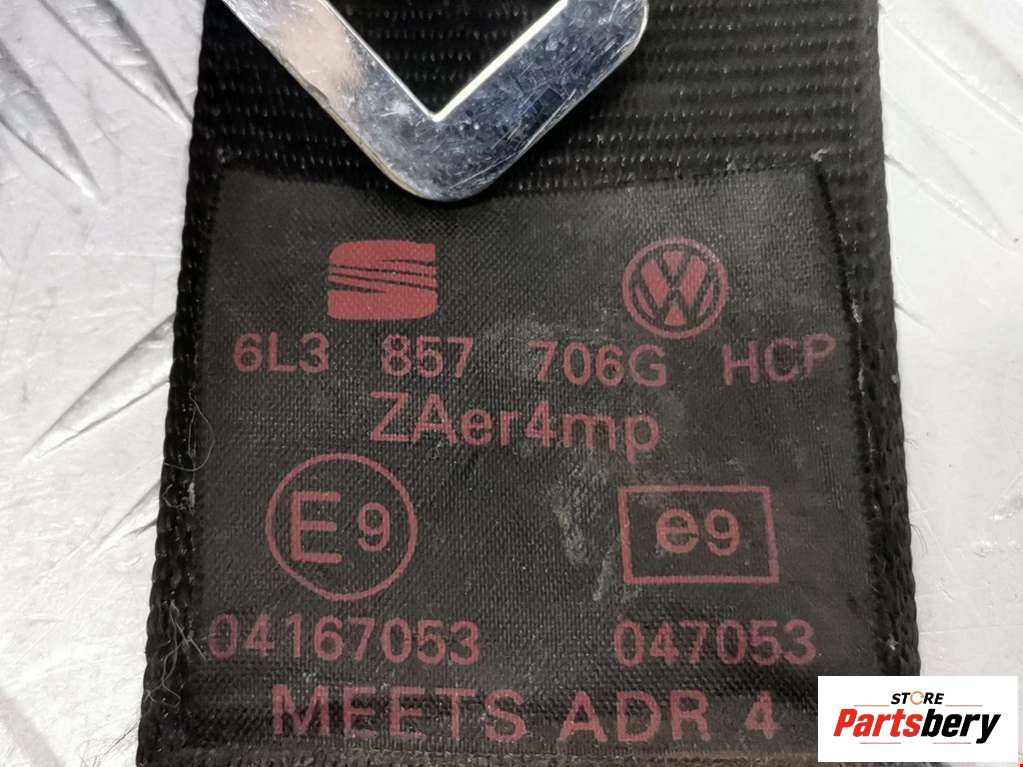 6L3 857 706G HCP
ZAer4mp
E9 e9
04167053 047053
MEETS ADR 4
STORE
Partsbery